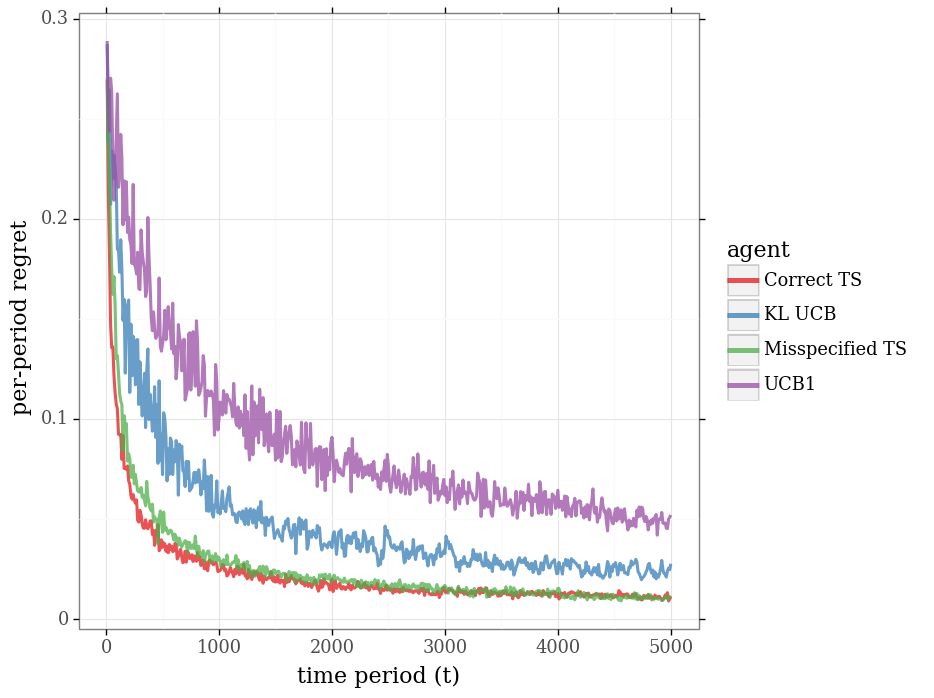 0.3
0.2
0.1
0
per-period regret
0
1000
2000
3000
4000
5000
time period (t)
agent
Correct TS
KL UCB
Misspecified TS
UCB1